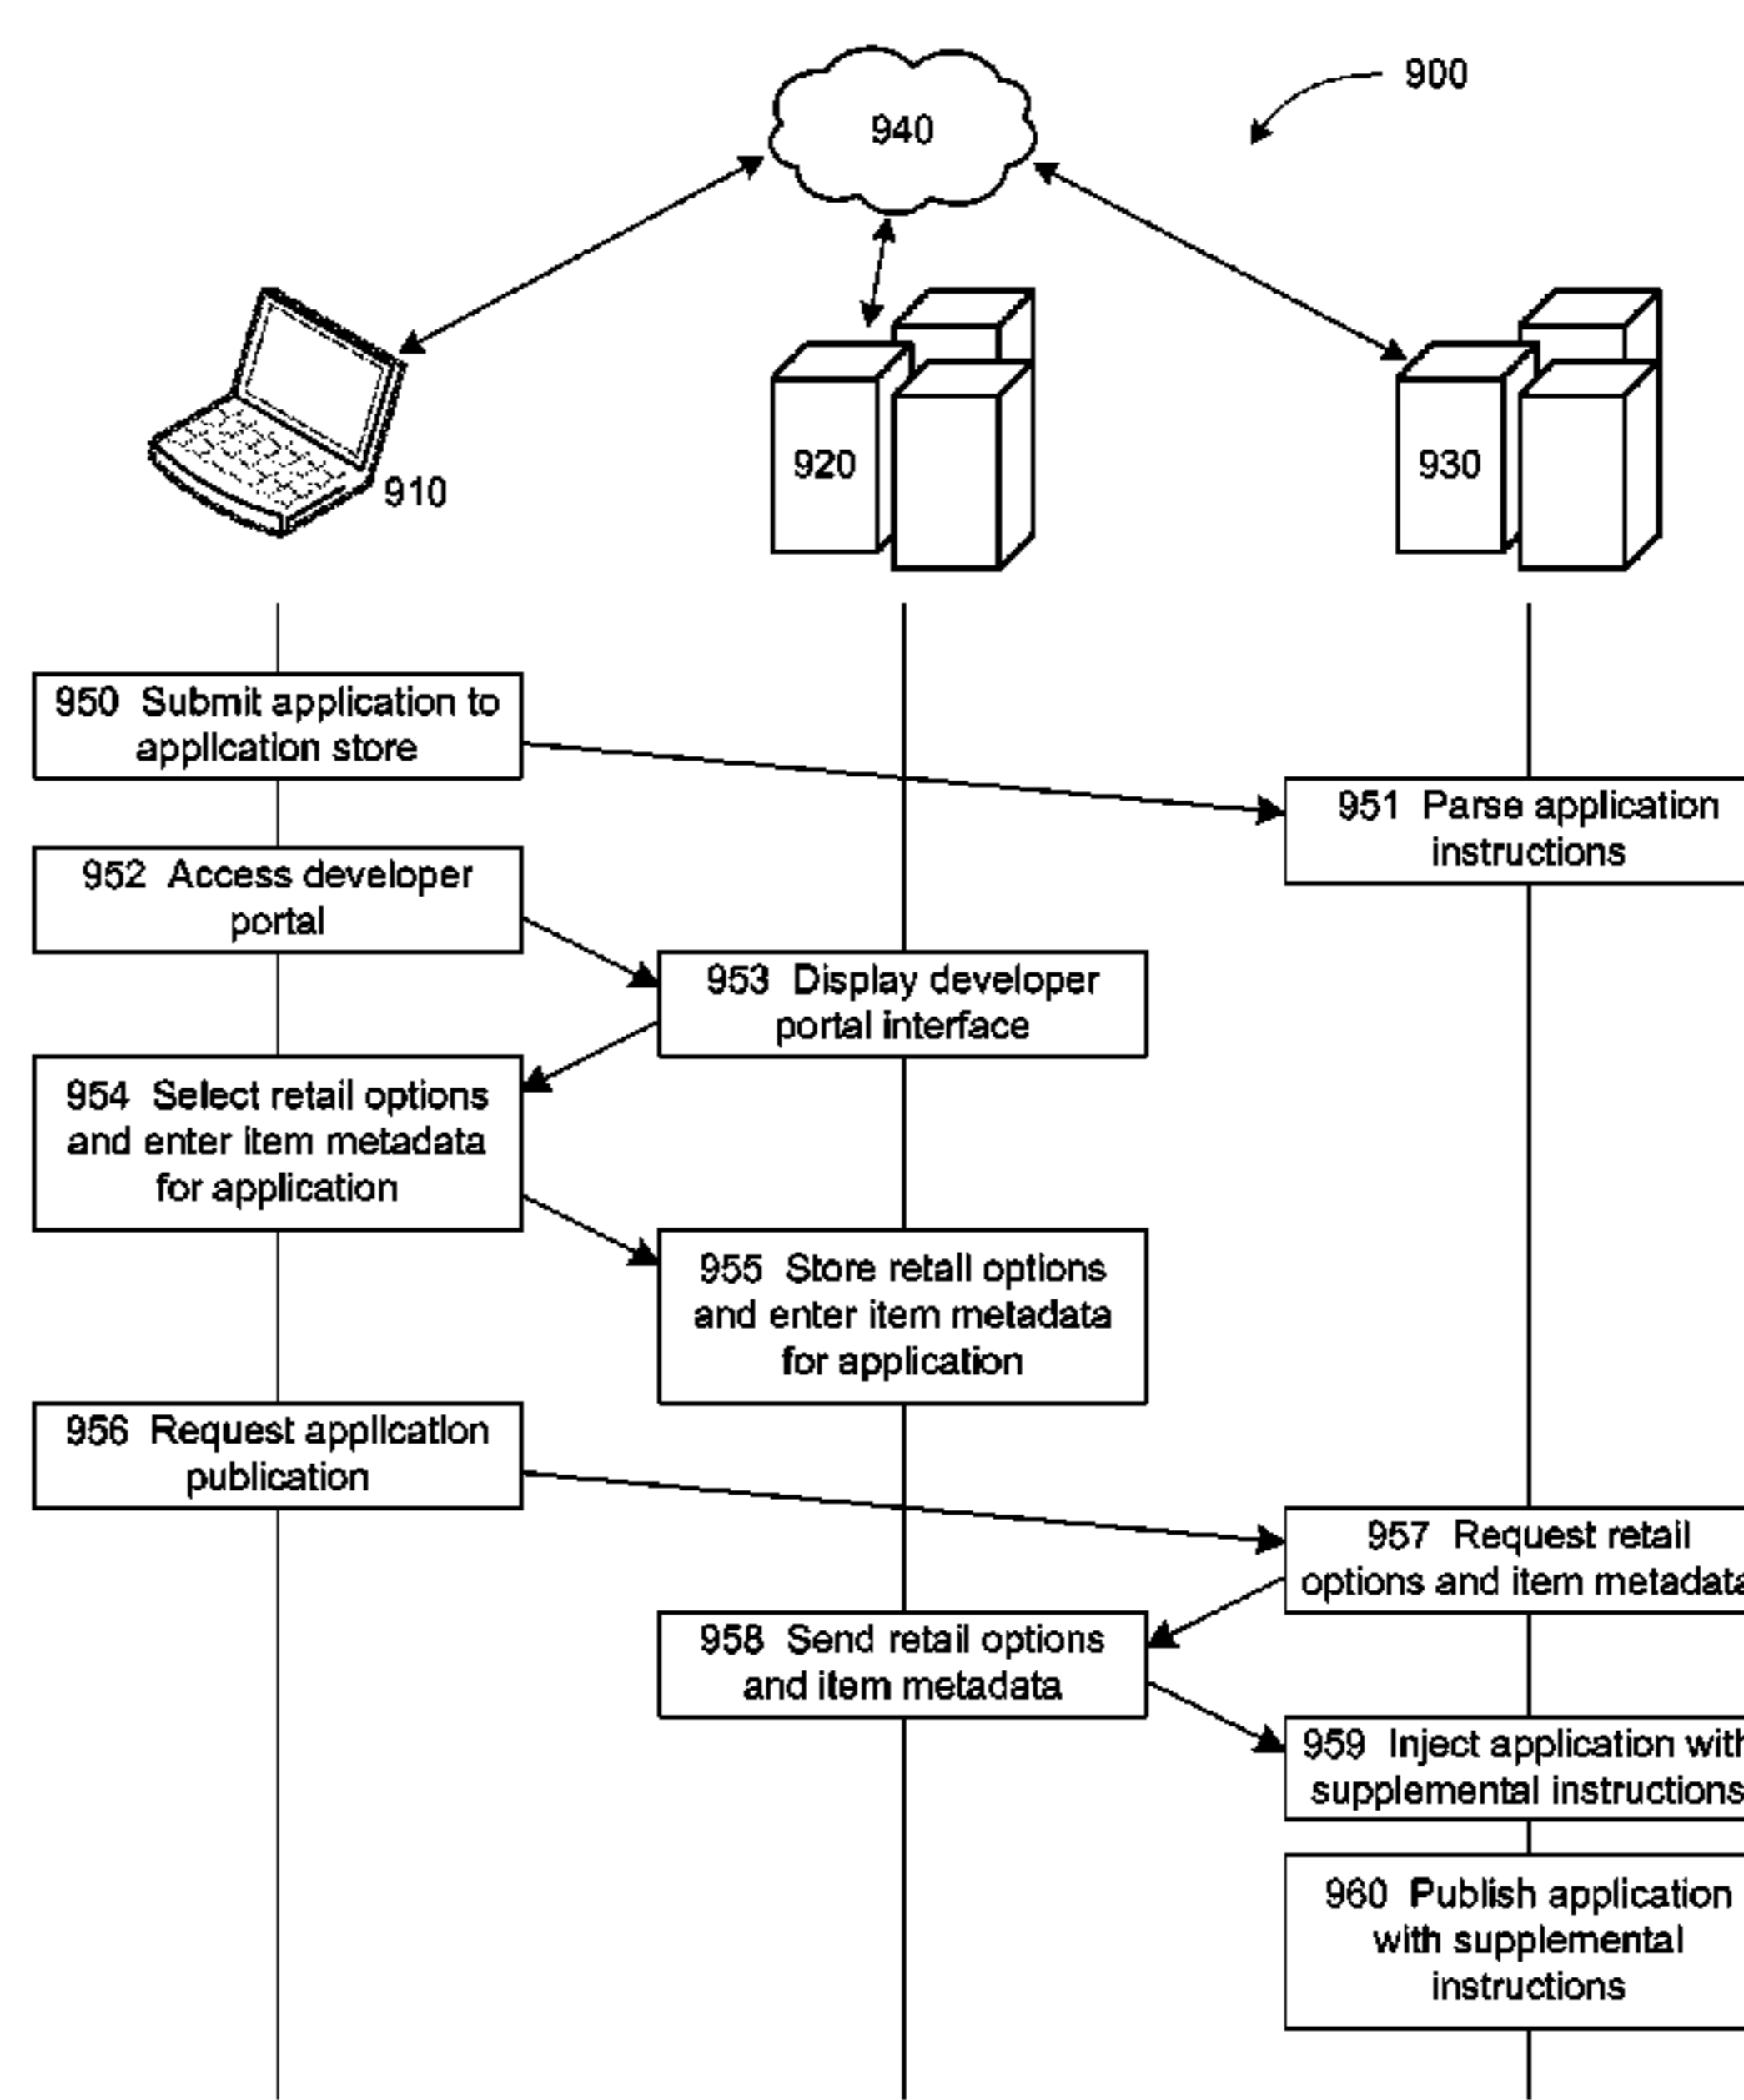 900
940
920
930
910
950 Submit application to
application store
951 Parse application
instructions
952 Access developer
portal
953 Display developer
portal interface
954 Select retail options
and enter item metadata
for application
955 Store retail options
and enter item metadata
for application
956 Request application
publication
957 Request retail
options and item metadata
958 Send retail options
and item metadata
959 Inject application with
supplemental instructions
960 Publish application
with supplemental
instructions